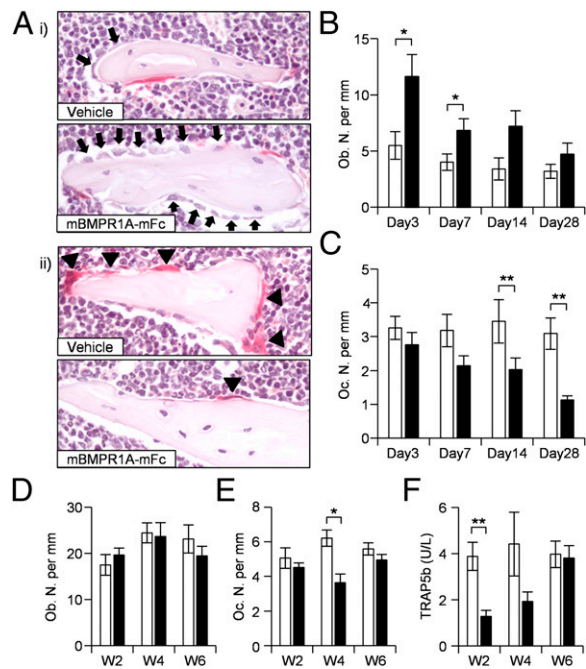 A i)
Vehicle
mBMPR1A-mFc
ii)
Vehicle
mBMPR1A-mFc
B
Ob. N. per mm
15
10
5
0
* *
Day3 Day7 Day14 Day28
C
Oc. N. per mm
5
4
3
2
1
0
** **
Day3 Day7 Day14 Day28
D
Ob. N. per mm
30
20
10
0
W2 W4 W6
E
Oc. N. per mm
8
6
4
2
0
*
W2 W4 W6
F
TRAP5b (U/L)
6
4
2
0
**
W2 W4 W6